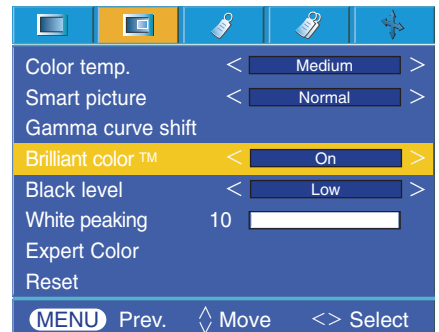 Color temp. < Medium >
Smart picture < Normal >
Gamma curve shift
Brilliant color ™ < On >
Black level < Low >
White peaking 10
Expert Color
Reset
MENU Prev. Move <> Select